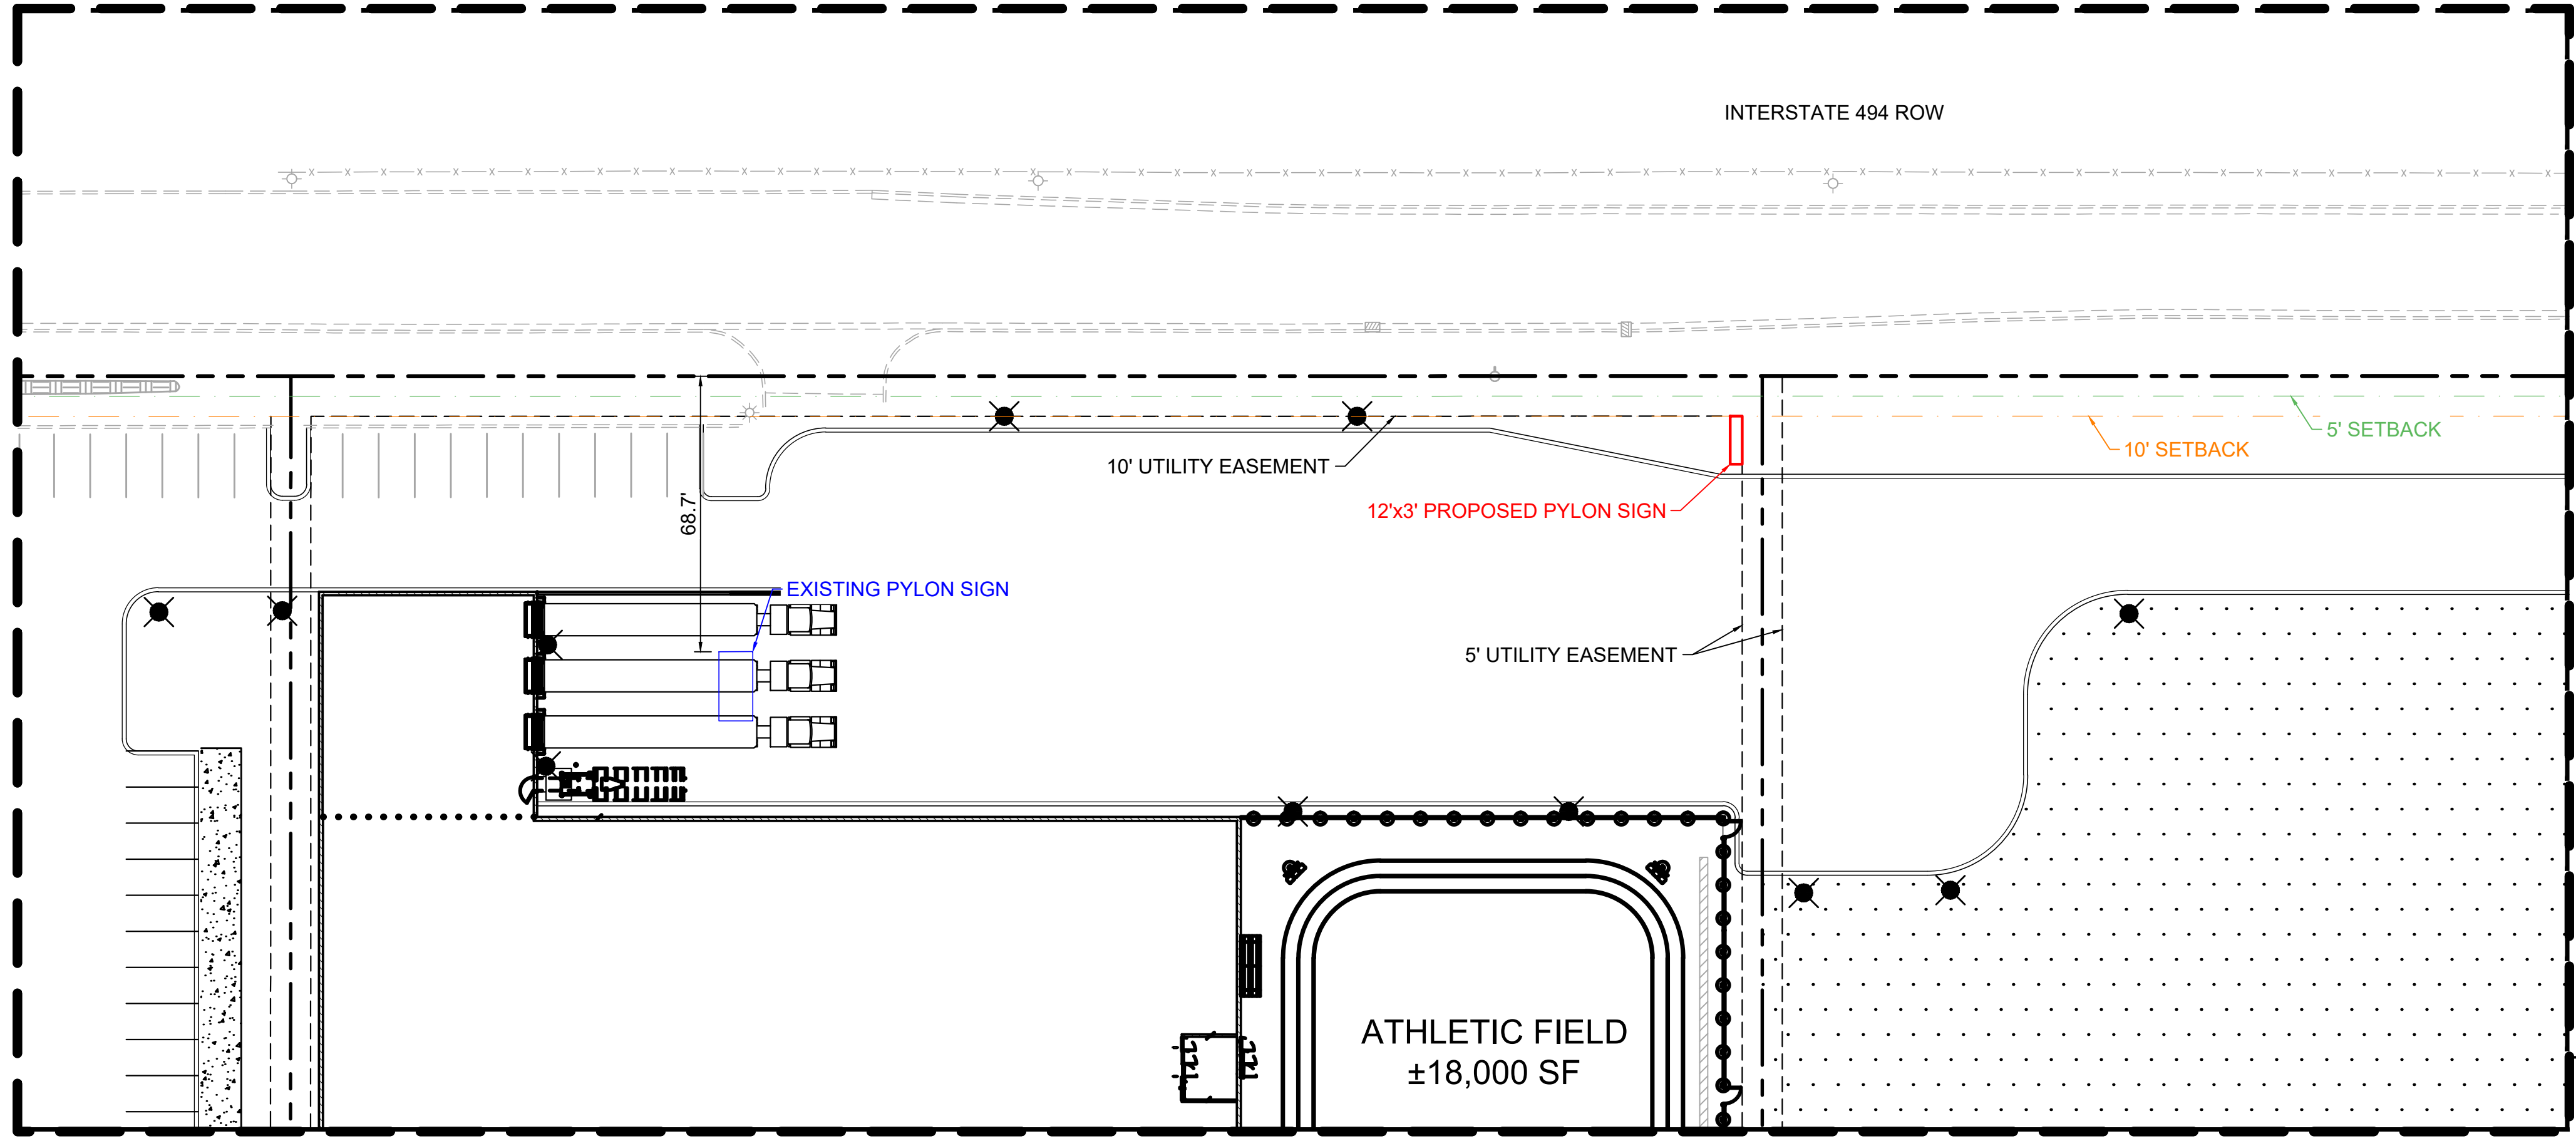 INTERSTATE 494 ROW
5' SETBACK
10' SETBACK
10' UTILITY EASEMENT
12'x3' PROPOSED PYLON SIGN
68.7'
EXISTING PYLON SIGN
5' UTILITY EASEMENT
ATHLETIC FIELD
±18,000 SF